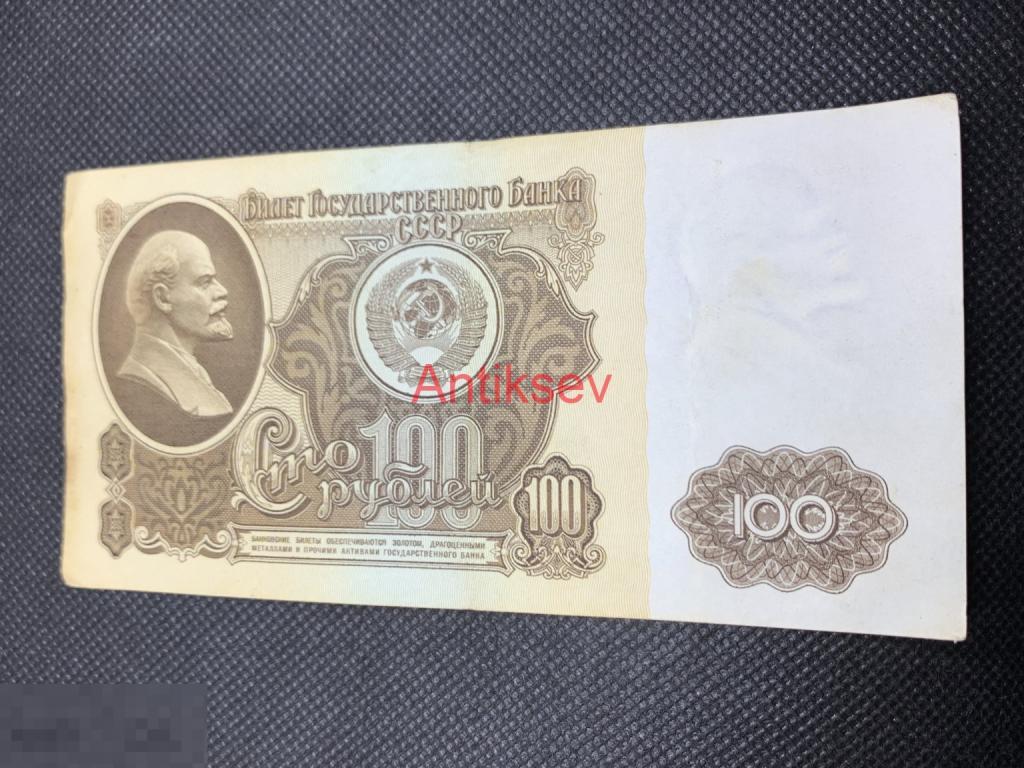 Билет Государственного Банка
СССР
Antiksev
100
Сто
рублей
100
100
БАНКОВСКИЕ БИЛЕТЫ ОБЕСПЕЧИВАЮТСЯ ЗОЛОТОМ, ДРАГОЦЕННЫМИ
МЕТАЛЛАМИ И ПРОЧИМИ АКТИВАМИ ГОСУДАРСТВЕННОГО БАНКА